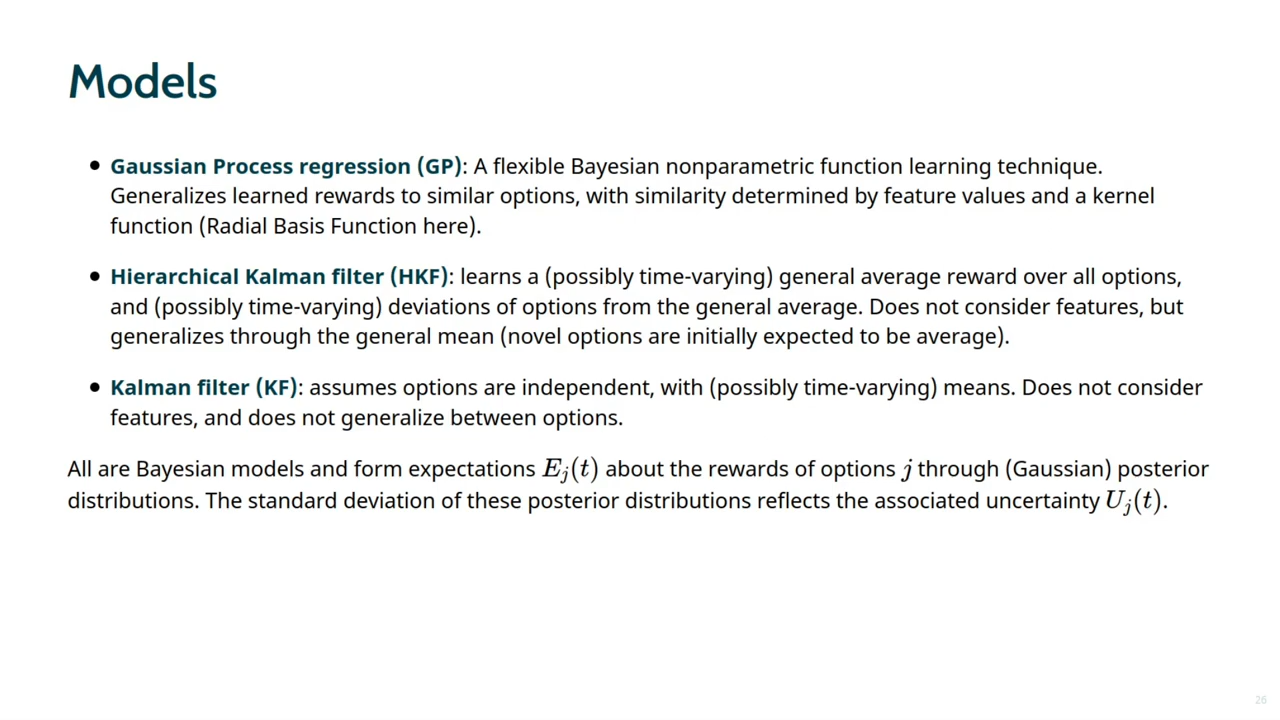 Models
• Gaussian Process regression (GP): A flexible Bayesian nonparametric function learning technique.
Generalizes learned rewards to similar options, with similarity determined by feature values and a kernel
function (Radial Basis Function here).
• Hierarchical Kalman filter (HKF): learns a (possibly time-varying) general average reward over all options,
and (possibly time-varying) deviations of options from the general average. Does not consider features, but
generalizes through the general mean (novel options are initially expected to be average).
• Kalman filter (KF): assumes options are independent, with (possibly time-varying) means. Does not consider
features, and does not generalize between options.
All are Bayesian models and form expectations E_j(t) about the rewards of options j through (Gaussian) posterior
distributions. The standard deviation of these posterior distributions reflects the associated uncertainty U_j(t).
26